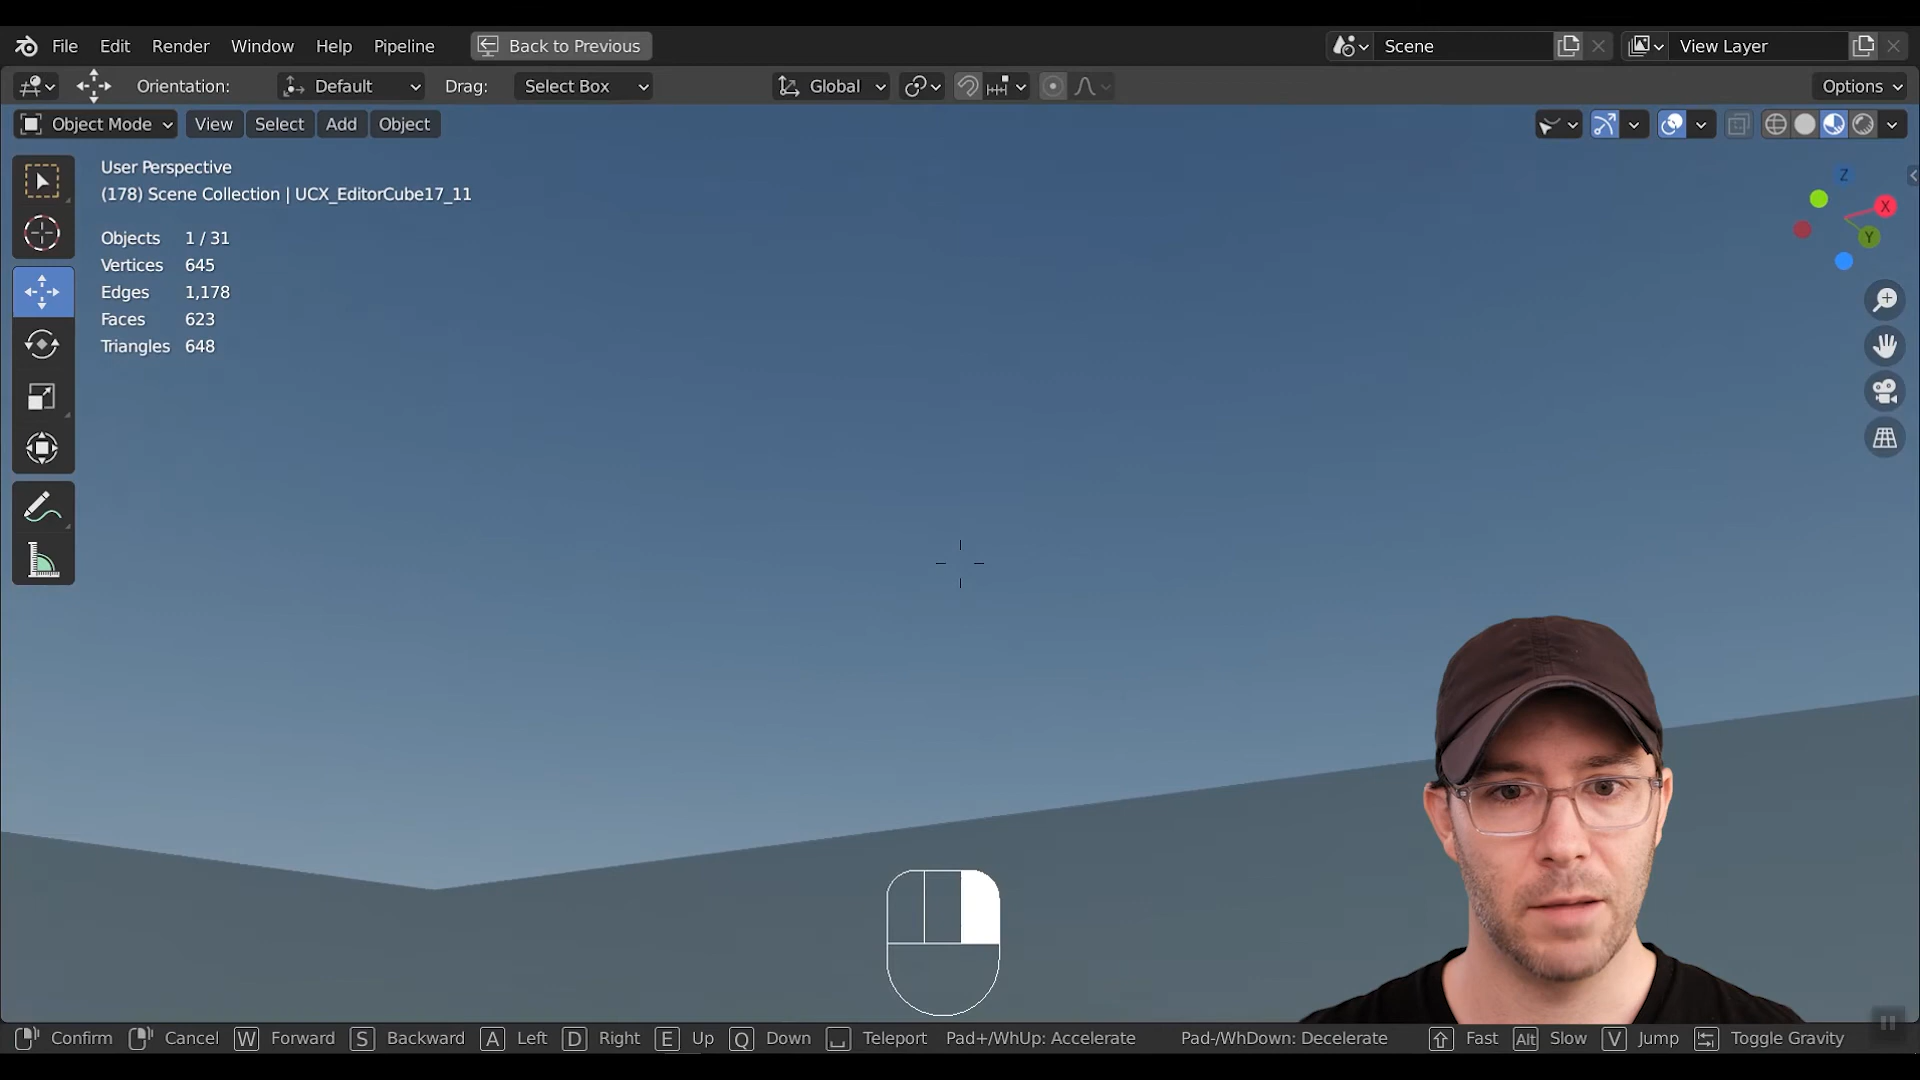 File Edit Render Window Help Pipeline Back to Previous Scene View Layer
Orientation: Default Drag: Select Box Global Options
Object Mode View Select Add Object
User Perspective
(178) Scene Collection | UCX_EditorCube17_11
Objects 1 / 31
Vertices 645
Edges 1,178
Faces 623
Triangles 648
Z
X
Y
Confirm Cancel W Forward S Backward A Left D Right E Up Q Down Teleport Pad+/WhUp: Accelerate Pad-/WhDown: Decelerate Fast Alt Slow V Jump Toggle Gravity